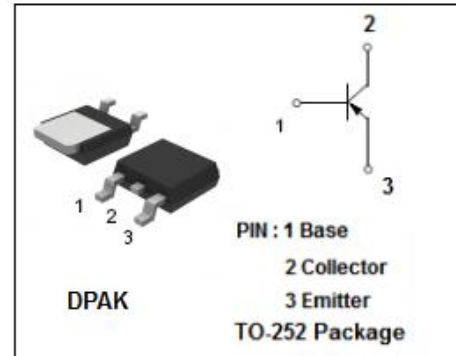 2
1
3
1
2
3
PIN : 1 Base
2 Collector
3 Emitter
DPAK
TO-252 Package